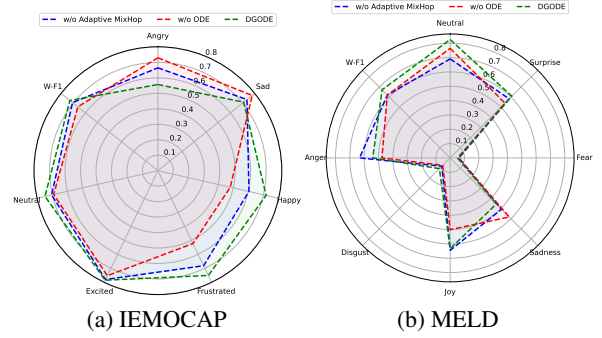 w/o Adaptive MixHop w/o ODE DGODE
Angry
Sad
Happy
Frustrated
Excited
Neutral
W-F1
0.1
0.2
0.3
0.4
0.5
0.6
0.7
0.8
(a) IEMOCAP
w/o Adaptive MixHop w/o ODE DGODE
Neutral
Surprise
Fear
Sadness
Joy
Disgust
Anger
W-F1
0.1
0.2
0.3
0.4
0.5
0.6
0.7
0.8
(b) MELD